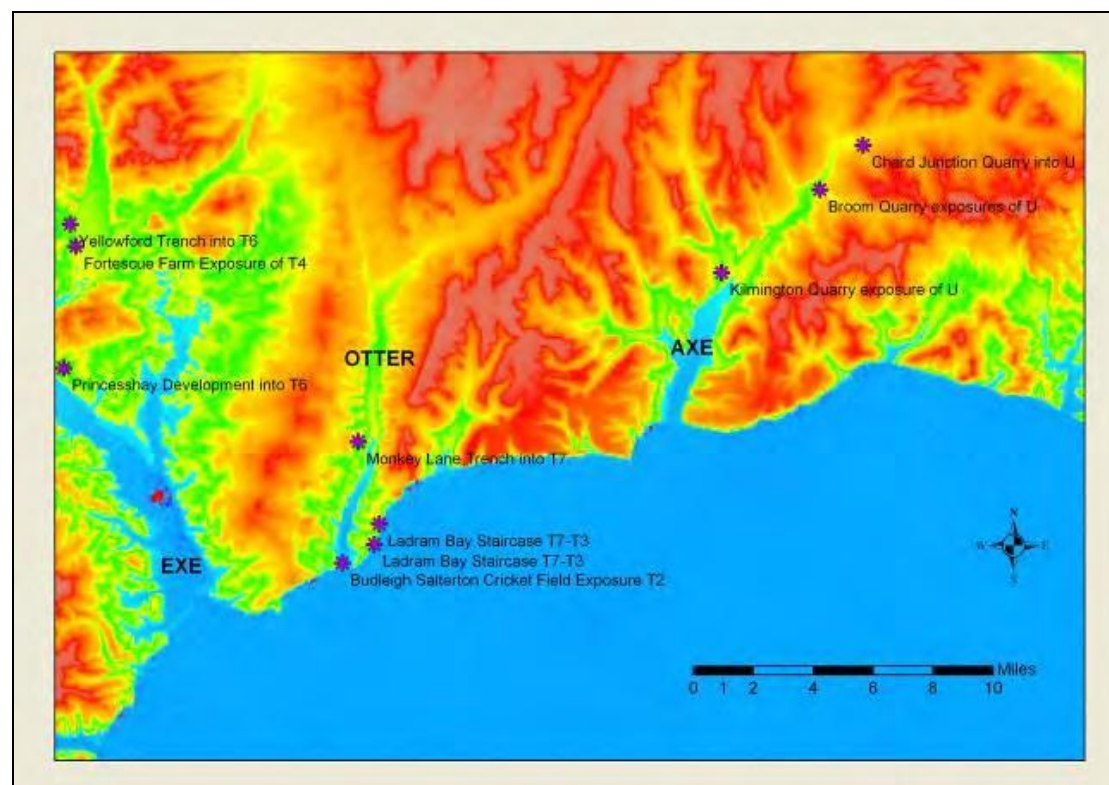 Chard Junction Quarry into U
Broom Quarry exposures of U
Yellowford Trench into T6
Fortescue Farm Exposure of T4
Kilmington Quarry exposure of U
OTTER
AXE
Princesshay Development into T6
Monkey Lane Trench into T7
Ladram Bay Staircase T7-T3
Ladram Bay Staircase T7-T3
EXE
Budleigh Salterton Cricket Field Exposure T2
N
W E
S
Miles
0 1 2 4 6 8 10